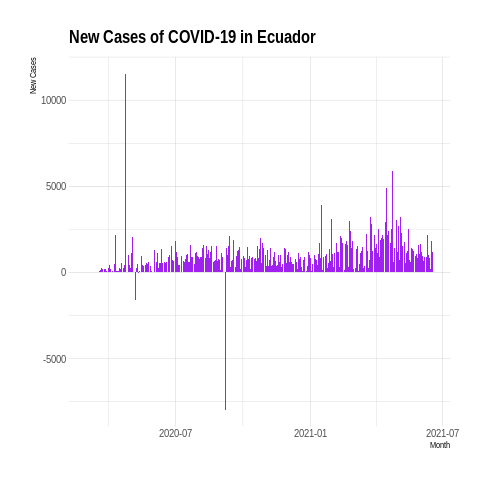 New Cases of COVID-19 in Ecuador
New Cases
10000
5000
0
-5000
2020-07
2021-01
2021-07
Month